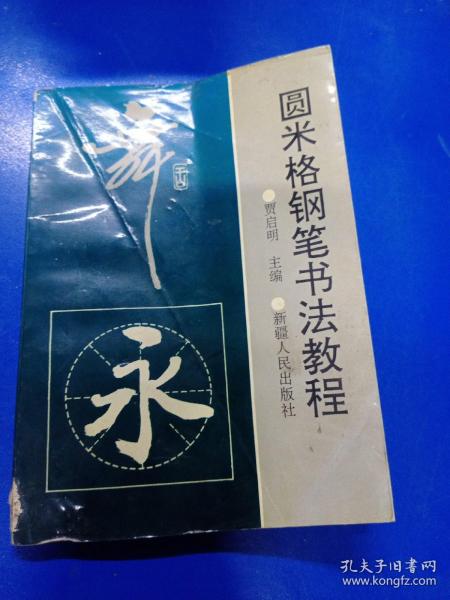 圆米格钢笔书法教程
贾启明 主编
新疆人民出版社
永
孔夫子旧书网
www.kongfz.com